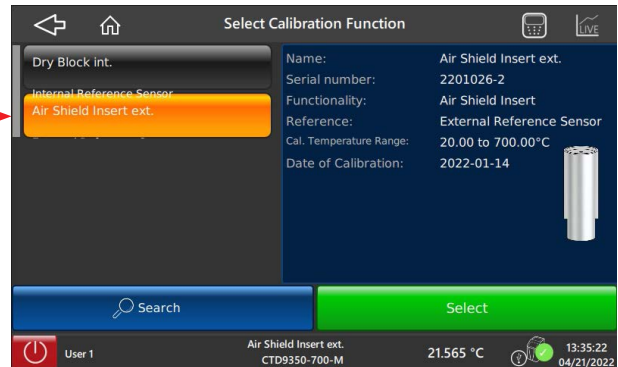 Select Calibration Function
LIVE
Dry Block int.
Internal Reference Sensor
Air Shield Insert ext.
Name: Air Shield Insert ext.
Serial number: 2201026-2
Functionality: Air Shield Insert
Reference: External Reference Sensor
Cal. Temperature Range: 20.00 to 700.00°C
Date of Calibration: 2022-01-14
Search
Select
User 1
Air Shield Insert ext.
CTD9350-700-M
21.565 °C
13:35:22
04/21/2022